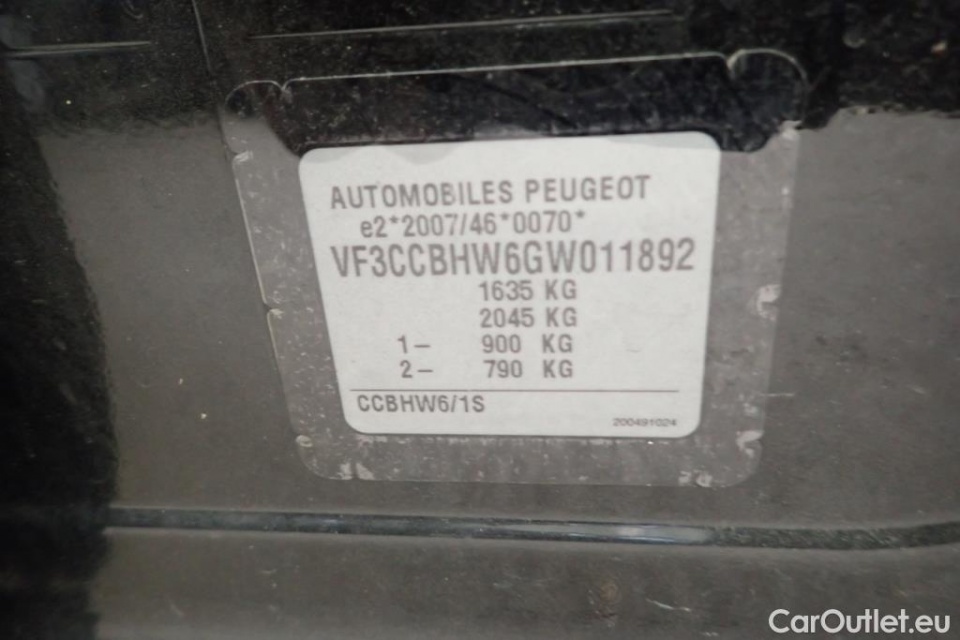 AUTOMOBILES PEUGEOT
e2*2007/46*0070*
VF3CCBHW6GW011892
1635 KG
2045 KG
1– 900 KG
2– 790 KG
CCBHW6/1S
200491024
CarOutlet.eu